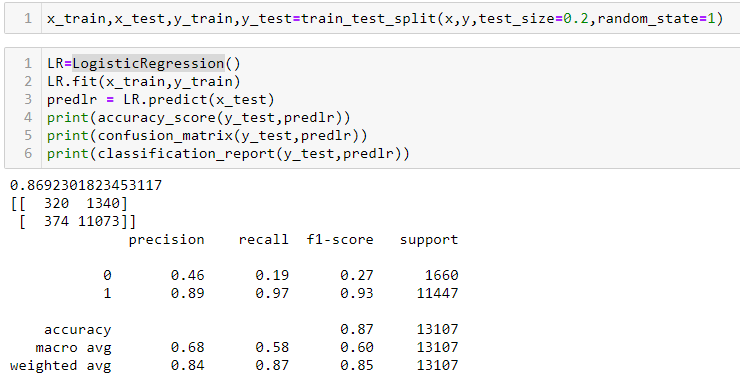 1 x_train,x_test,y_train,y_test=train_test_split(x,y,test_size=0.2,random_state=1)
1 LR=LogisticRegression()
2 LR.fit(x_train,y_train)
3 predlr = LR.predict(x_test)
4 print(accuracy_score(y_test,predlr))
5 print(confusion_matrix(y_test,predlr))
6 print(classification_report(y_test,predlr))
0.8692301823453117
[[  320  1340]
 [  374 11073]]
              precision    recall  f1-score   support
           0       0.46      0.19      0.27      1660
           1       0.89      0.97      0.93     11447
    accuracy                           0.87     13107
   macro avg       0.68      0.58      0.60     13107
weighted avg       0.84      0.87      0.85     13107